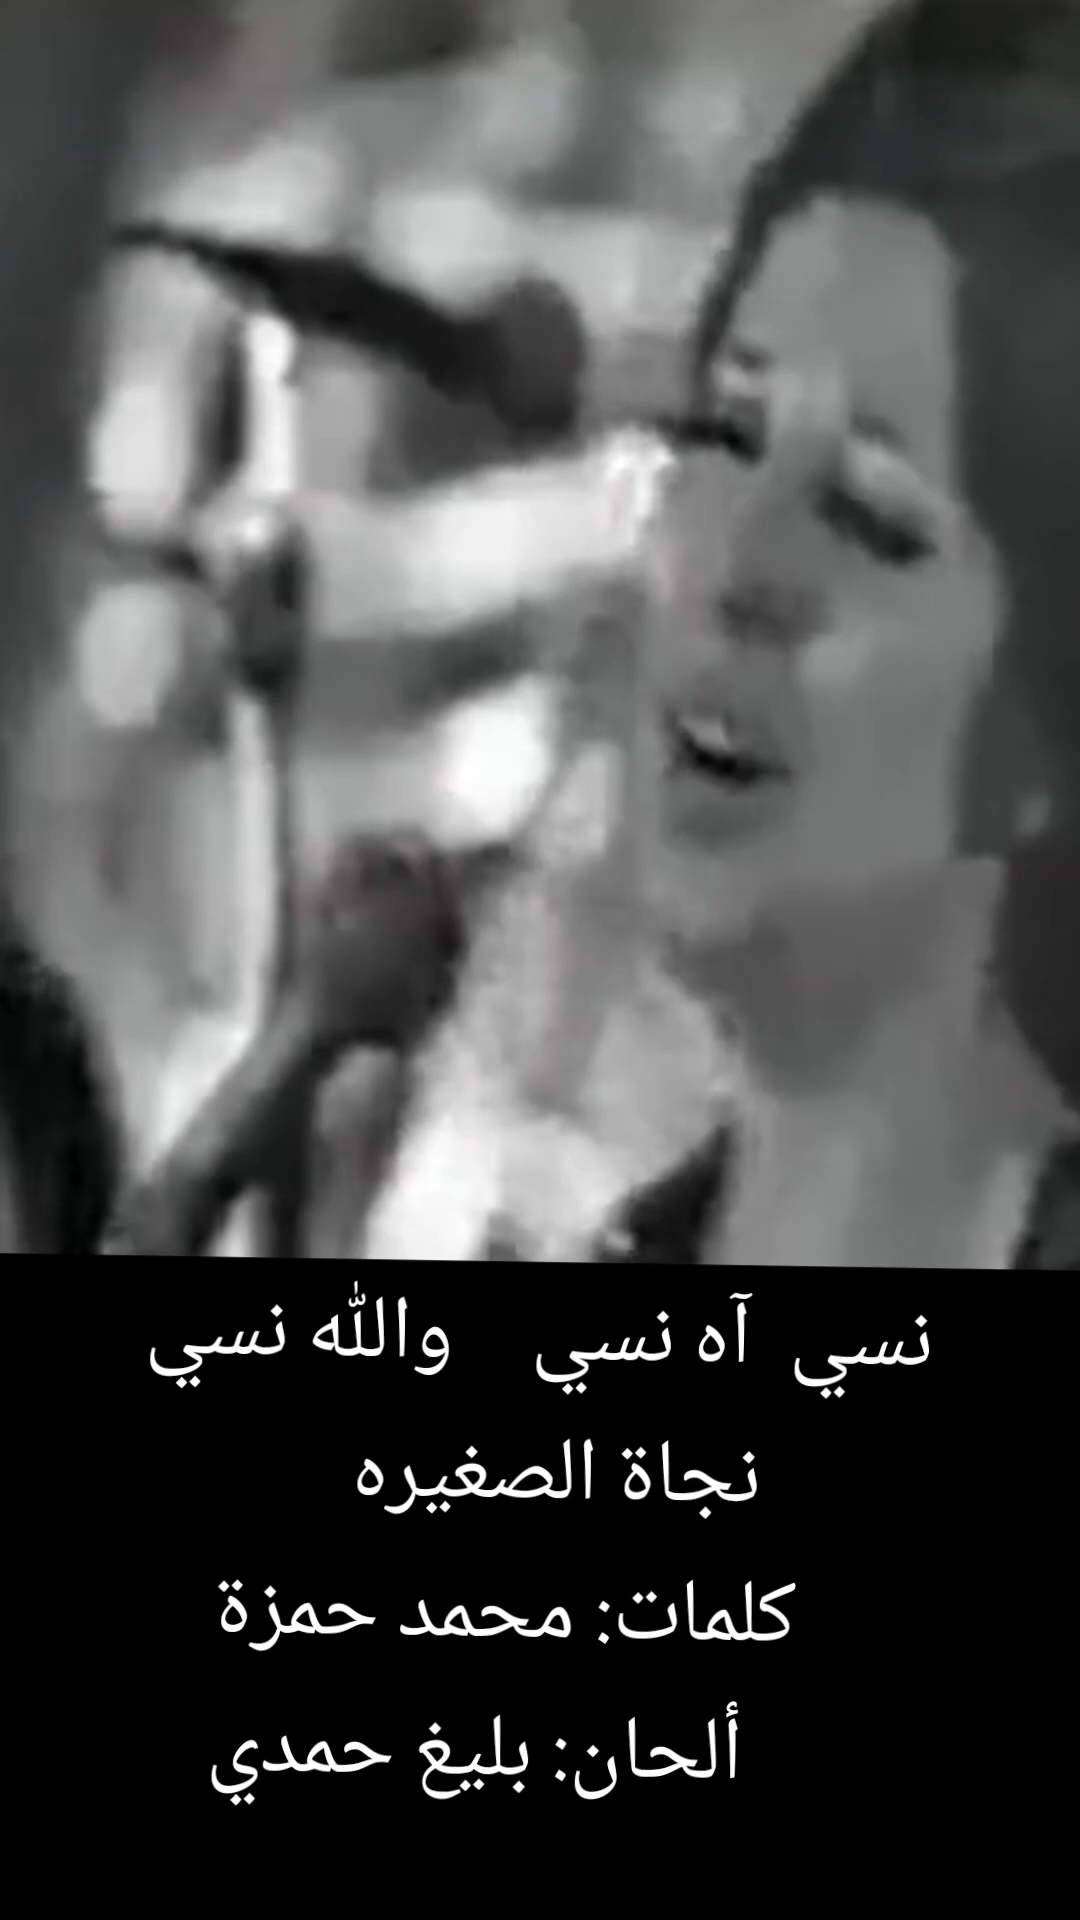 نسي آه نسي والله نسي
نجاة الصغيره
كلمات: محمد حمزة
ألحان: بليغ حمدي